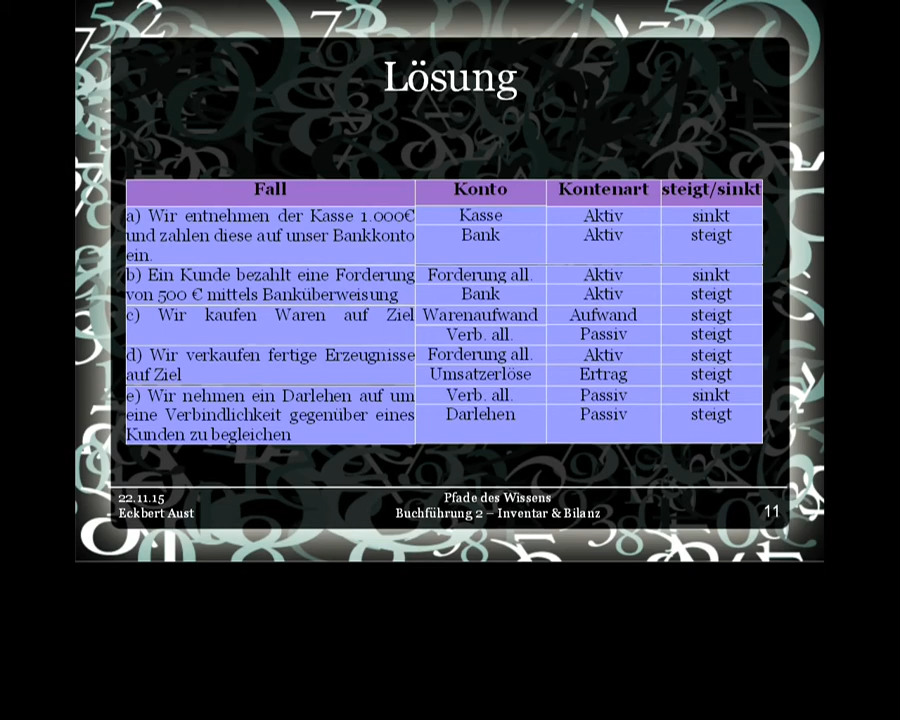 Lösung
Fall Konto Kontenart steigt/sinkt
a) Wir entnehmen der Kasse 1.000€ Kasse Aktiv sinkt
und zahlen diese auf unser Bankkonto Bank Aktiv steigt
ein.
b) Ein Kunde bezahlt eine Forderung Forderung all. Aktiv sinkt
von 500 € mittels Banküberweisung Bank Aktiv steigt
c) Wir kaufen Waren auf Ziel Warenaufwand Aufwand steigt
Verb. all. Passiv steigt
d) Wir verkaufen fertige Erzeugnisse Forderung all. Aktiv steigt
auf Ziel Umsatzerlöse Ertrag steigt
e) Wir nehmen ein Darlehen auf um Verb. all. Passiv sinkt
eine Verbindlichkeit gegenüber eines Darlehen Passiv steigt
Kunden zu begleichen
22.11.15 Pfade des Wissens
Eckbert Aust Buchführung 2 – Inventar & Bilanz 11